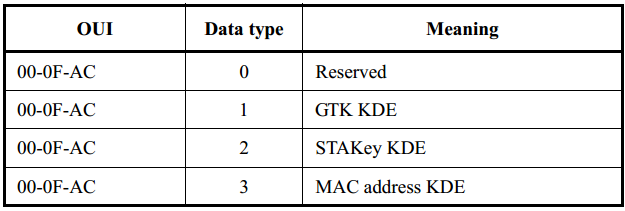 OUI Data type Meaning
00-0F-AC 0 Reserved
00-0F-AC 1 GTK KDE
00-0F-AC 2 STAKey KDE
00-0F-AC 3 MAC address KDE